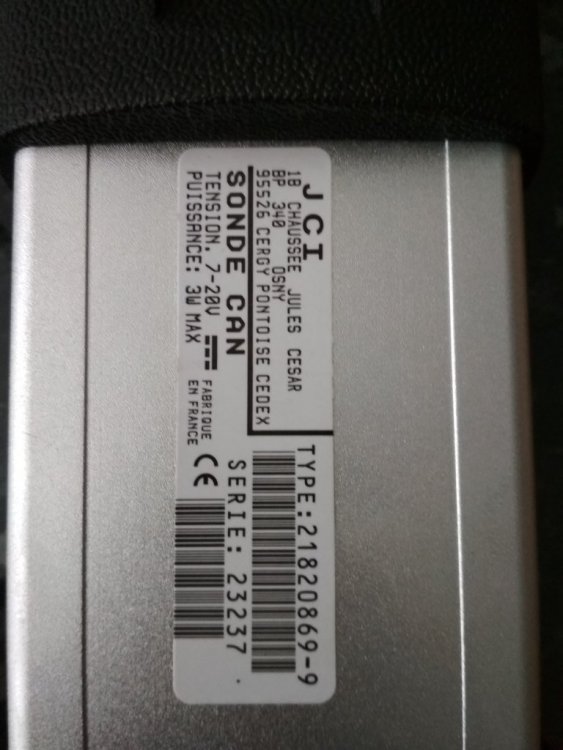 JCI
18 CHAUSSEE JULES CESAR
BP 340 OSNY
95526 CERGY PONTOISE CEDEX
SONDE CAN
TENSION. 7-20V
PUISSANCE: 3W MAX
FABRIQUE
EN FRANCE
CE
TYPE:21820869-9
SERIE: 23237